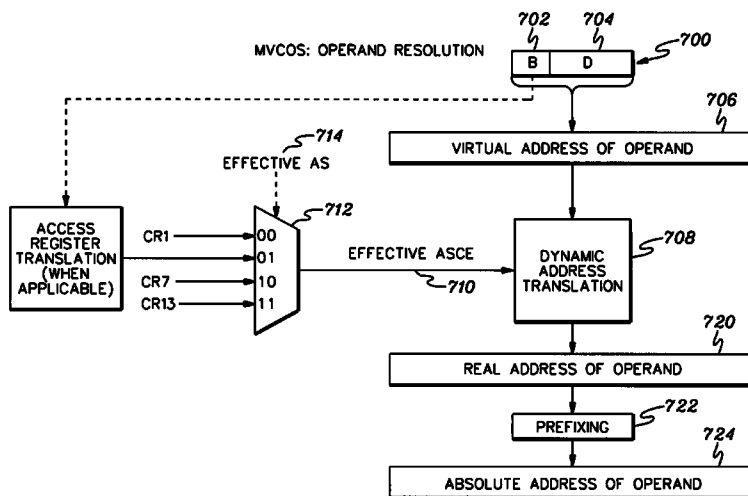 702 704
MVCOS: OPERAND RESOLUTION
B D
700
706
VIRTUAL ADDRESS OF OPERAND
714
EFFECTIVE AS
712
ACCESS
REGISTER
TRANSLATION
(WHEN
APPLICABLE)
CR1
CR7
CR13
00
01
10
11
EFFECTIVE ASCE
710
DYNAMIC
ADDRESS
TRANSLATION
708
720
REAL ADDRESS OF OPERAND
PREFIXING
722
724
ABSOLUTE ADDRESS OF OPERAND